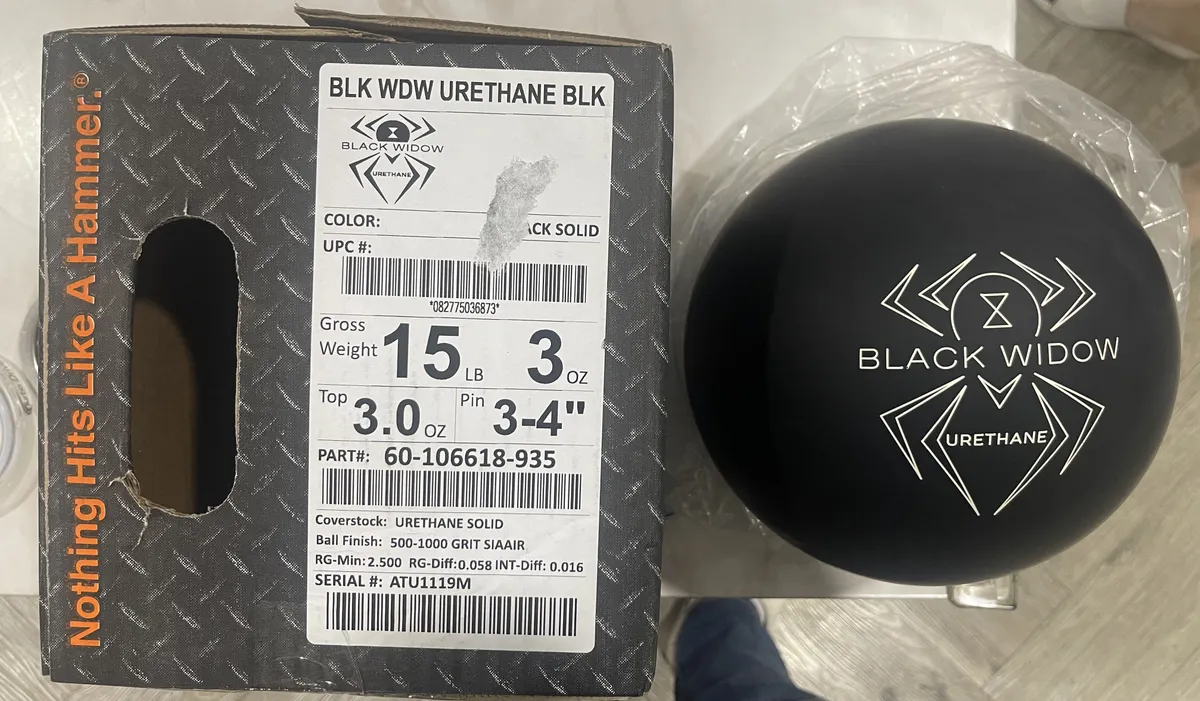 Nothing Hits Like A Hammer.®
BLK WDW URETHANE BLK
BLACK WIDOW
URETHANE
COLOR: ACK SOLID
UPC #:
*082775036873*
Gross Weight 15 LB 3 OZ
Top 3.0 OZ Pin 3-4"
PART#: 60-106618-935
Coverstock: URETHANE SOLID
Ball Finish: 500-1000 GRIT SIAAIR
RG-Min: 2.500 RG-Diff: 0.058 INT-Diff: 0.016
SERIAL #: ATU1119M
BLACK WIDOW
URETHANE